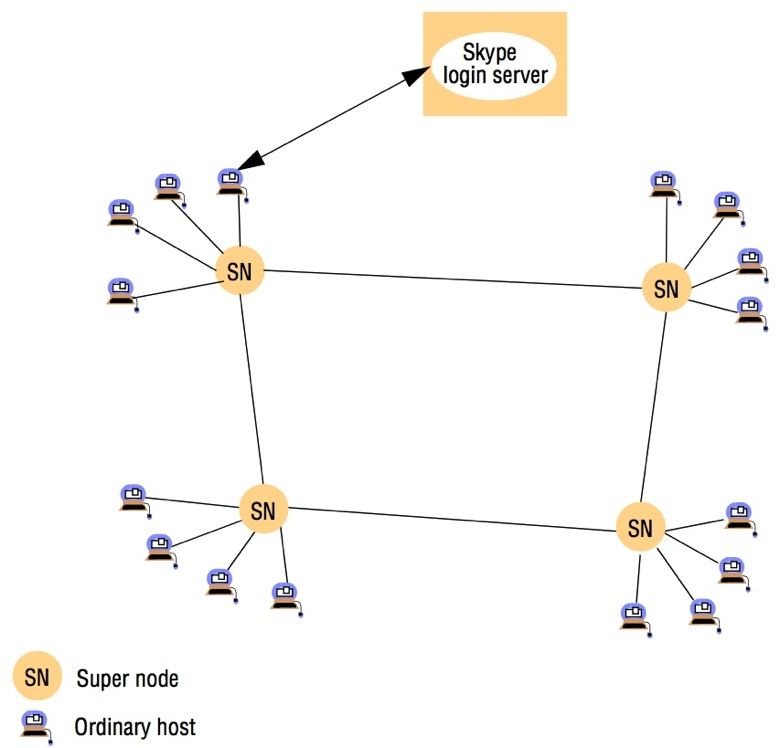 Skype
login server
SN
SN
SN
SN
SN Super node
Ordinary host